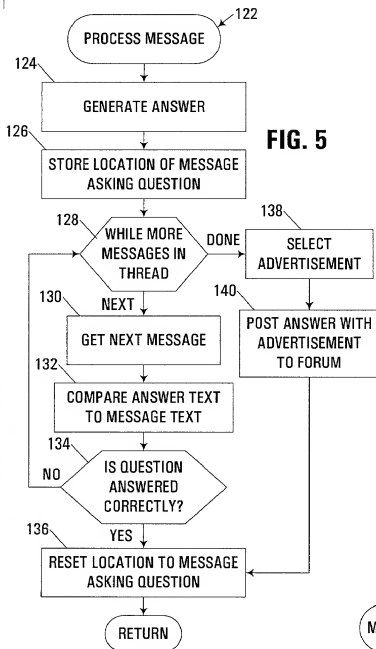 122
PROCESS MESSAGE
124
GENERATE ANSWER
126
FIG. 5
STORE LOCATION OF MESSAGE
ASKING QUESTION
128
WHILE MORE
MESSAGES IN
THREAD
DONE
138
SELECT
ADVERTISEMENT
NEXT
130
GET NEXT MESSAGE
140
POST ANSWER WITH
ADVERTISEMENT
TO FORUM
132
COMPARE ANSWER TEXT
TO MESSAGE TEXT
134
NO
IS QUESTION
ANSWERED
CORRECTLY?
YES
136
RESET LOCATION TO MESSAGE
ASKING QUESTION
RETURN
M